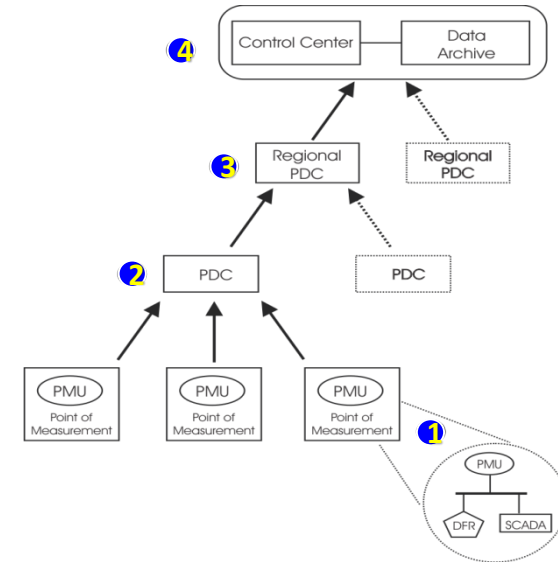 Control Center
Data
Archive
4
Regional
PDC
Regional
PDC
3
PDC
PDC
2
PMU
Point of
Measurement
PMU
Point of
Measurement
PMU
Point of
Measurement
1
PMU
DFR
SCADA